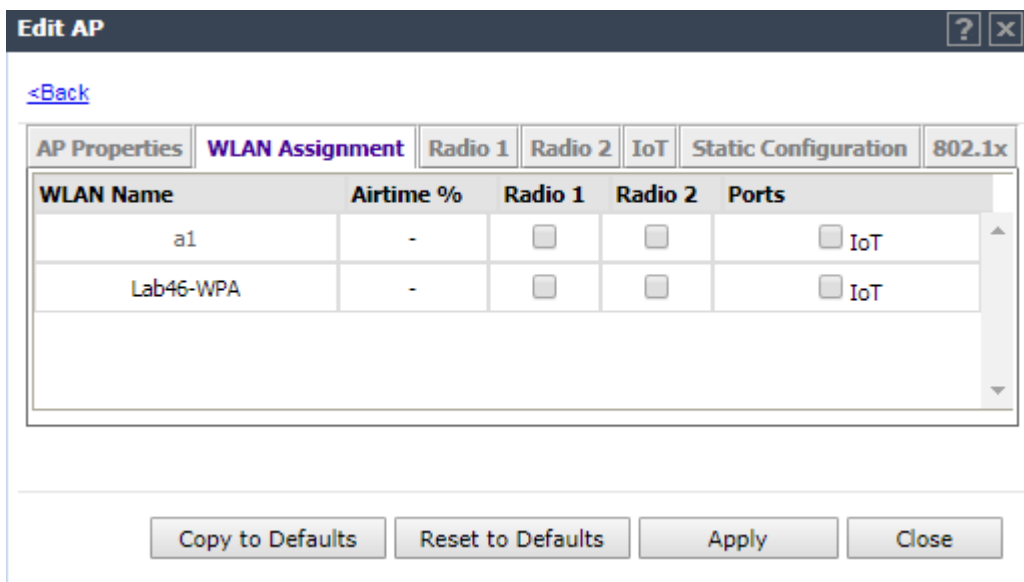 Edit AP ? x
<Back
AP Properties WLAN Assignment Radio 1 Radio 2 IoT Static Configuration 802.1x
WLAN Name Airtime % Radio 1 Radio 2 Ports
a1 - IoT
Lab46-WPA - IoT
Copy to Defaults Reset to Defaults Apply Close